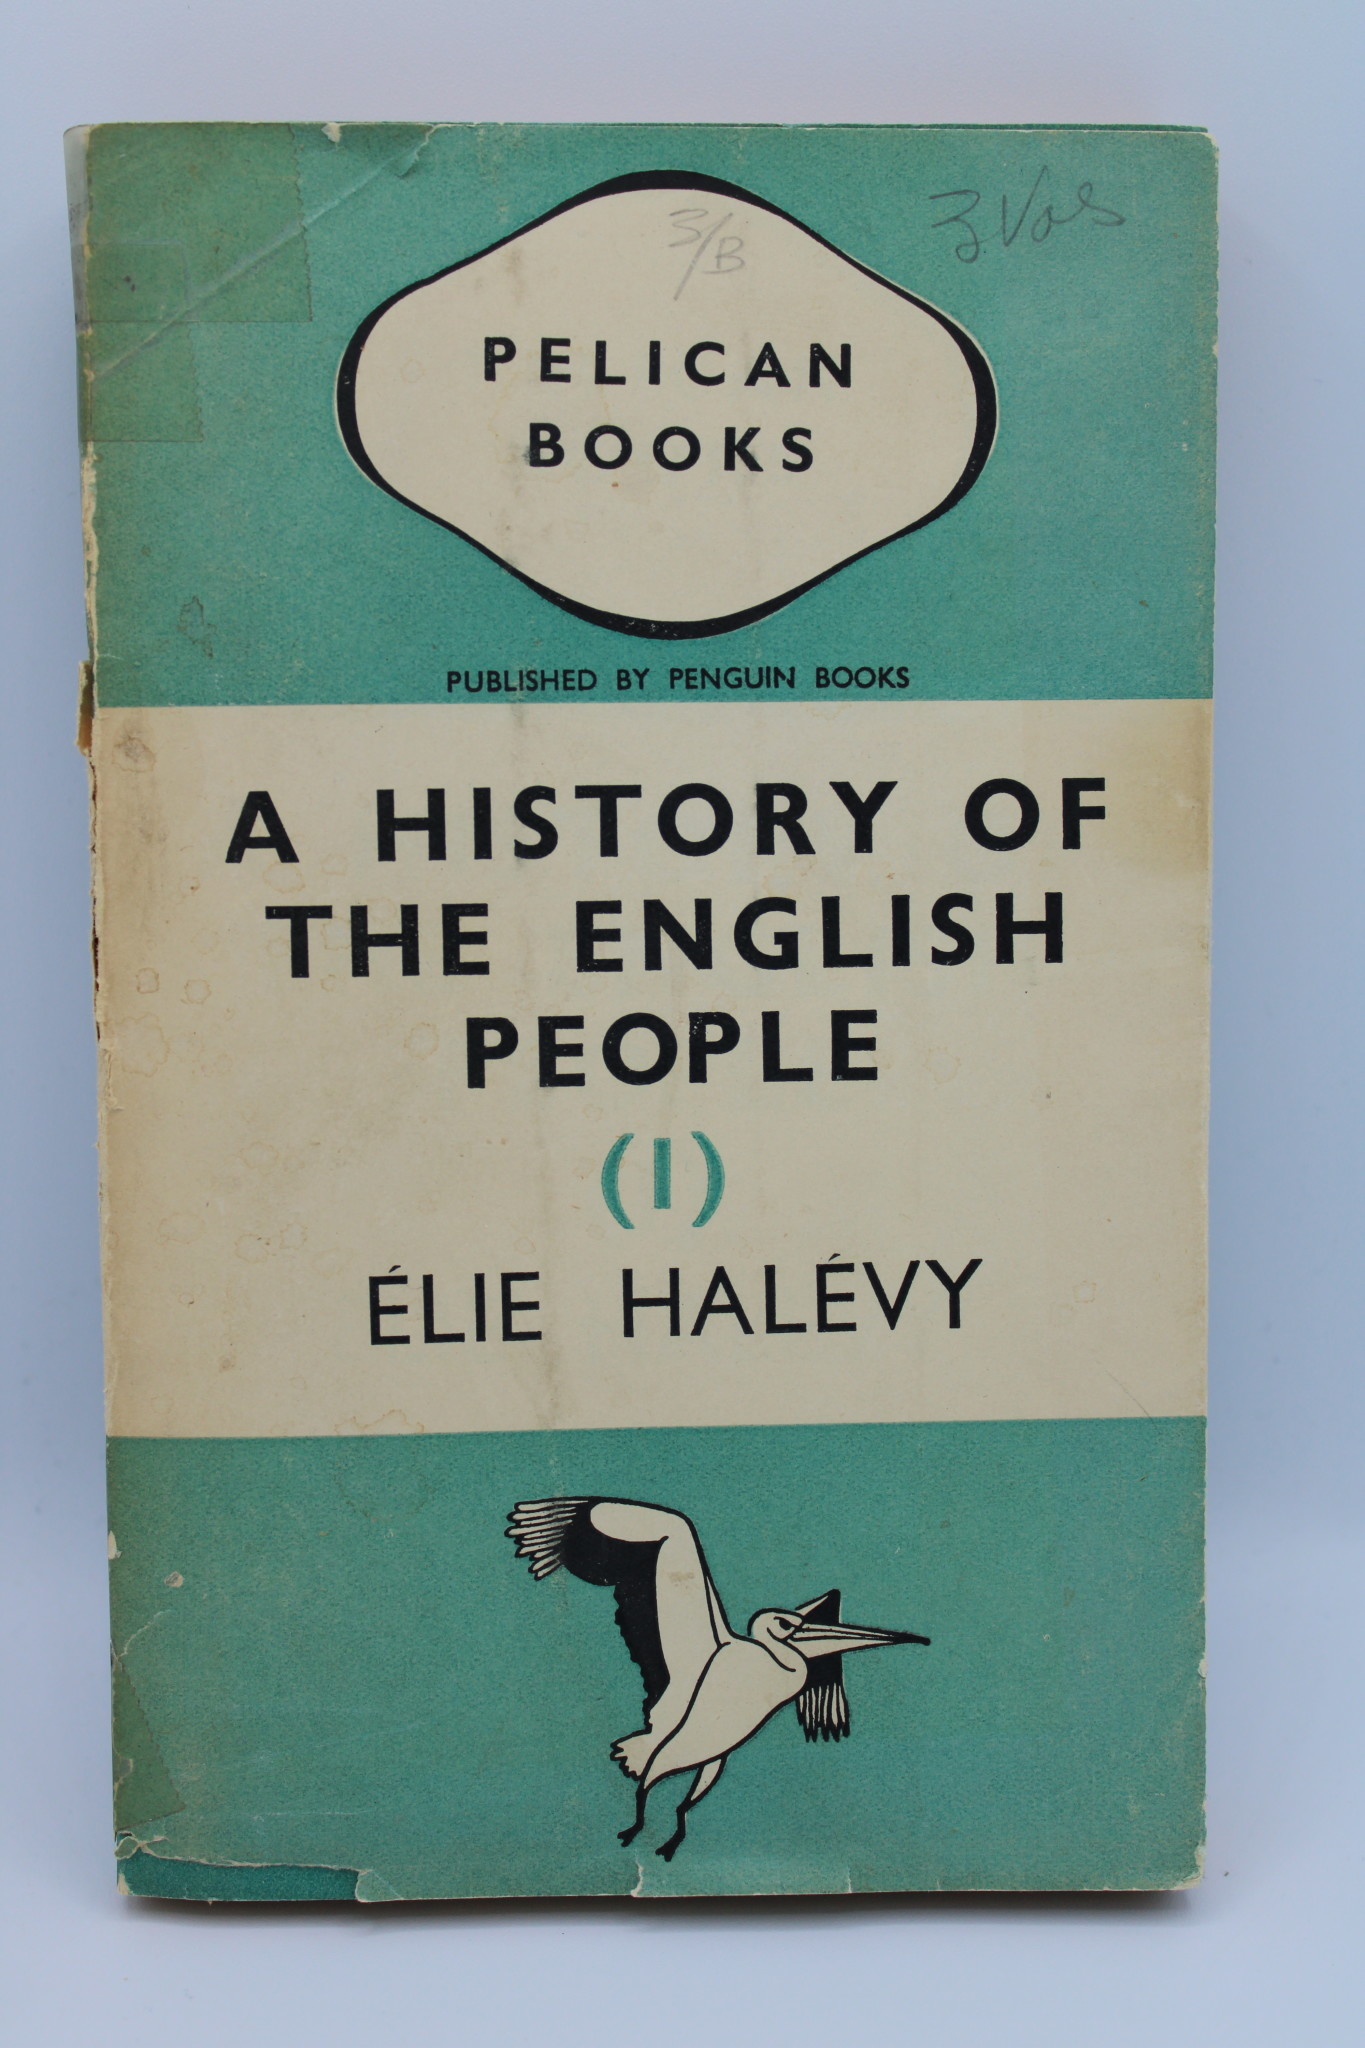 3 Vols
3/B
PELICAN
BOOKS
PUBLISHED BY PENGUIN BOOKS
A HISTORY OF
THE ENGLISH
PEOPLE
(I)
ÉLIE HALÉVY